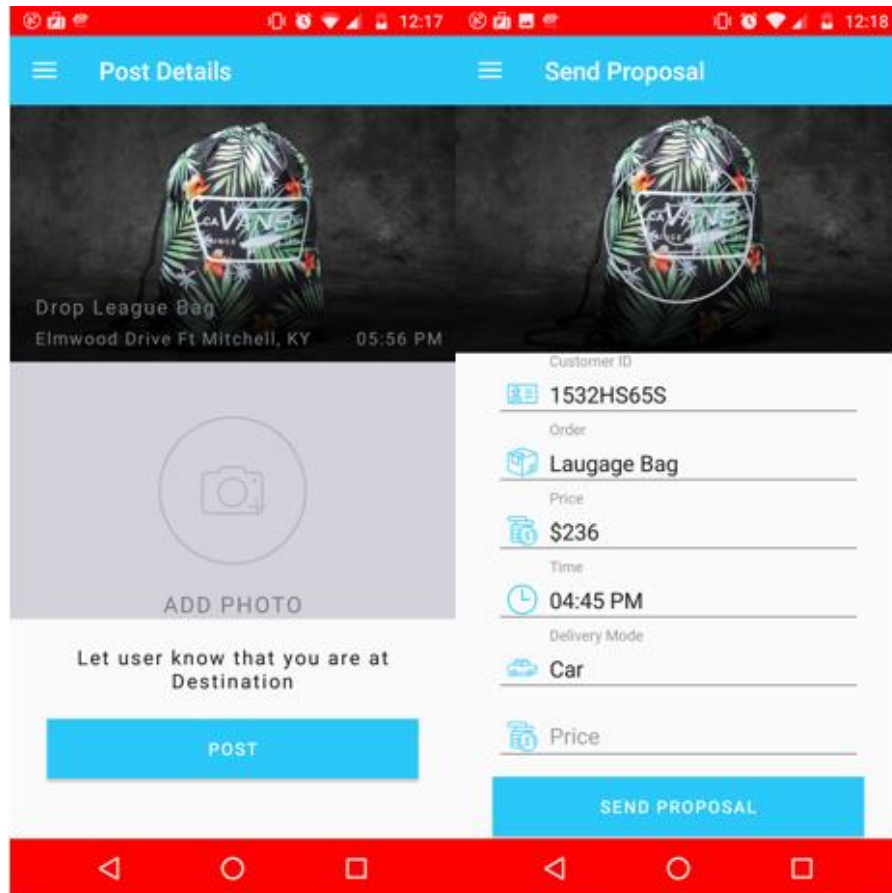 12:17
Post Details
VANS
Drop League Bag
Elmwood Drive Ft Mitchell, KY 05:56 PM
ADD PHOTO
Let user know that you are at
Destination
POST
12:18
Send Proposal
VANS
Customer ID
1532HS65S
Order
Laugage Bag
Price
$236
Time
04:45 PM
Delivery Mode
Car
Price
SEND PROPOSAL